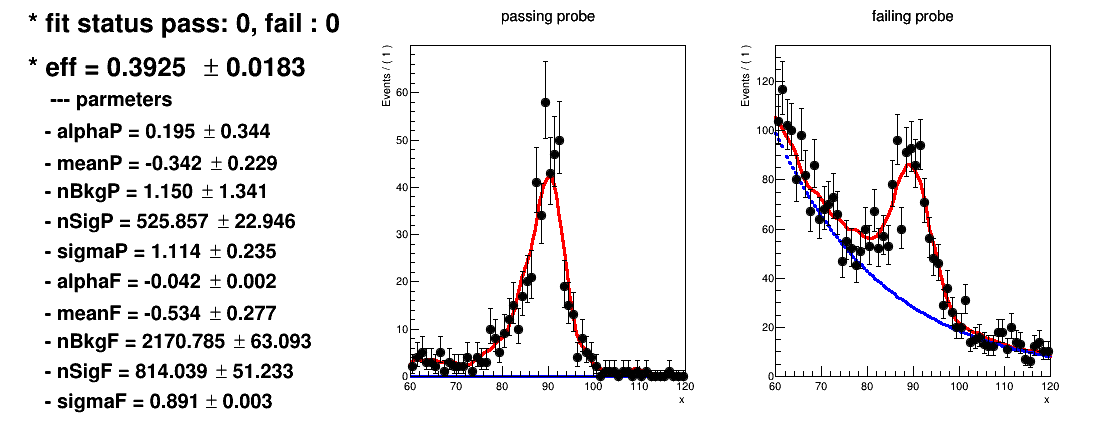 * fit status pass: 0, fail : 0
* eff = 0.3925 ± 0.0183
--- parmeters
- alphaP = 0.195 ± 0.344
- meanP = -0.342 ± 0.229
- nBkgP = 1.150 ± 1.341
- nSigP = 525.857 ± 22.946
- sigmaP = 1.114 ± 0.235
- alphaF = -0.042 ± 0.002
- meanF = -0.534 ± 0.277
- nBkgF = 2170.785 ± 63.093
- nSigF = 814.039 ± 51.233
- sigmaF = 0.891 ± 0.003
passing probe
Events / ( 1 )
60
50
40
30
20
10
0
60 70 80 90 100 110 120
x
failing probe
Events / ( 1 )
120
100
80
60
40
20
0
60 70 80 90 100 110 120
x